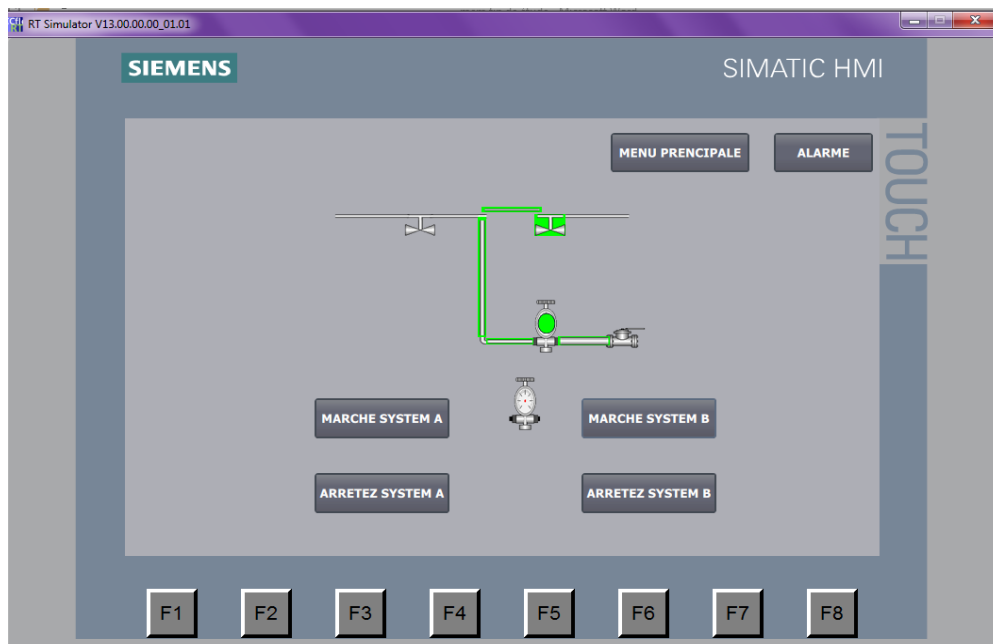 RT Simulator V13.00.00.00_01.01
SIEMENS
SIMATIC HMI
TOUCH
MENU PRENCIPALE
ALARME
MARCHE SYSTEM A
MARCHE SYSTEM B
ARRETEZ SYSTEM A
ARRETEZ SYSTEM B
F1 F2 F3 F4 F5 F6 F7 F8